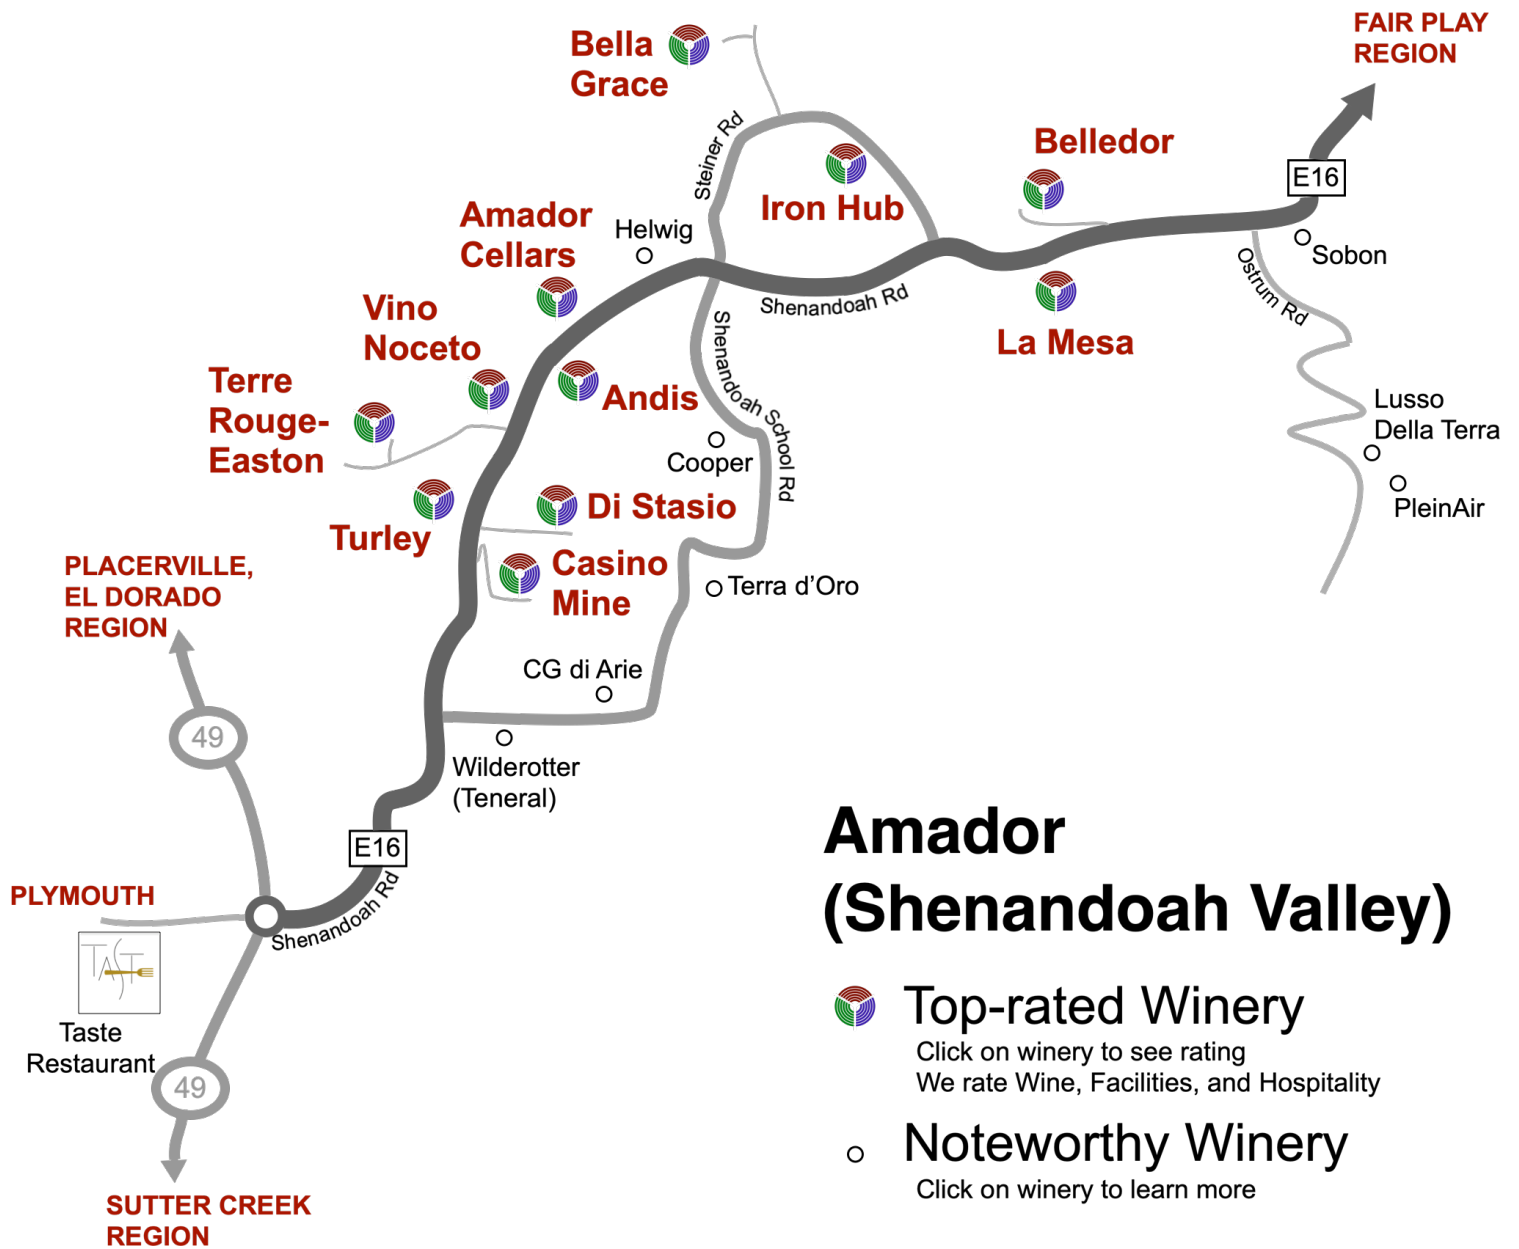 FAIR PLAY
REGION
Bella
Grace
Steiner Rd
Belledor
E16
Iron Hub
Amador
Cellars
Helwig
Sobon
Ostrum Rd
Shenandoah Rd
Vino
Noceto
La Mesa
Shenandoah School Rd
Terre
Rouge-
Easton
Andis
Lusso
Della Terra
Cooper
PleinAir
Di Stasio
Turley
Casino
Mine
PLACERVILLE,
EL DORADO
REGION
Terra d’Oro
CG di Arie
49
Wilderotter
(Teneral)
E16
Shenandoah Rd
PLYMOUTH
TAST
Taste
Restaurant
49
SUTTER CREEK
REGION
Amador
(Shenandoah Valley)
Top-rated Winery
Click on winery to see rating
We rate Wine, Facilities, and Hospitality
Noteworthy Winery
Click on winery to learn more